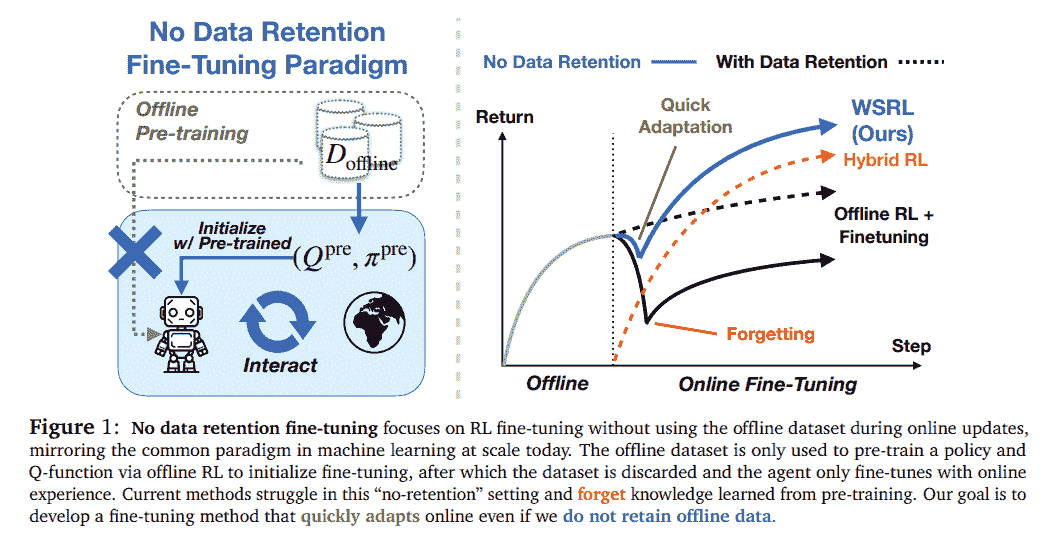 No Data Retention
Fine-Tuning Paradigm
Offline
Pre-training
D_offline
Initialize
w/ Pre-trained
(Q^pre, π^pre)
Interact
No Data Retention
With Data Retention
Return
Quick
Adaptation
WSRL
(Ours)
Hybrid RL
Offline RL +
Finetuning
Forgetting
Step
Offline
Online Fine-Tuning
Figure 1: No data retention fine-tuning focuses on RL fine-tuning without using the offline dataset during online updates,
mirroring the common paradigm in machine learning at scale today. The offline dataset is only used to pre-train a policy and
Q-function via offline RL to initialize fine-tuning, after which the dataset is discarded and the agent only fine-tunes with online
experience. Current methods struggle in this “no-retention” setting and forget knowledge learned from pre-training. Our goal is to
develop a fine-tuning method that quickly adapts online even if we do not retain offline data.